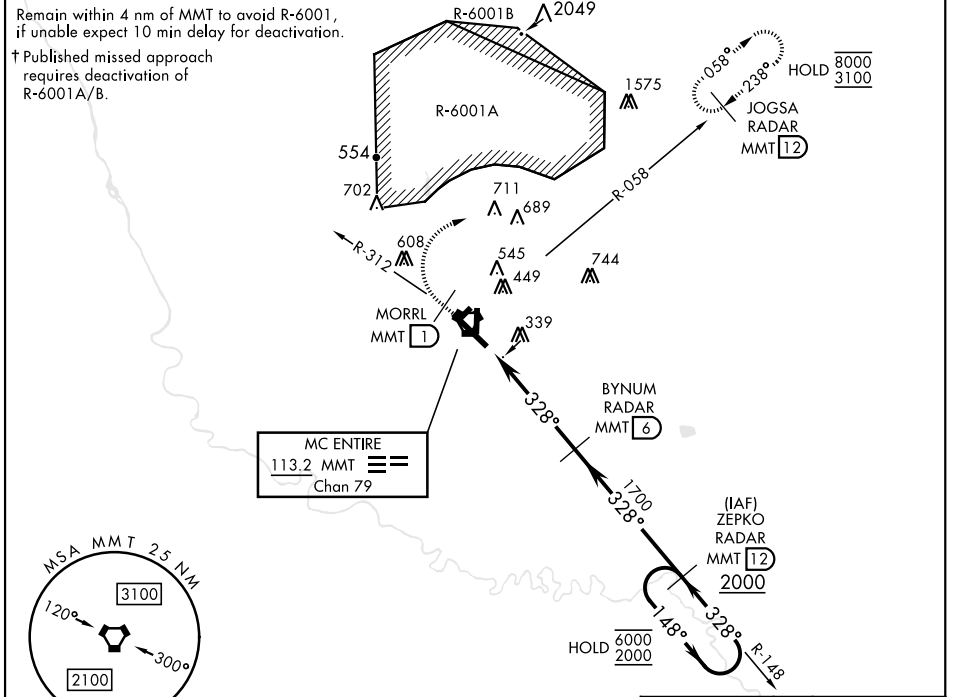 Remain within 4 nm of MMT to avoid R-6001,
if unable expect 10 min delay for deactivation.
† Published missed approach
requires deactivation of
R-6001A/B.
R-6001B
2049
R-6001A
1575
058°
238°
HOLD 8000
3100
JOGSA
RADAR
MMT 12
554
702
711
689
R-058
R-312
608
545
449
744
MORRL
MMT 1
339
328°
BYNUM
RADAR
MMT 6
MC ENTIRE
113.2 MMT
Chan 79
1700
328°
(IAF)
ZEPKO
RADAR
MMT 12
2000
MSA MMT 25 NM
3100
120°
300°
2100
148°
328°
HOLD 6000
2000
R-148